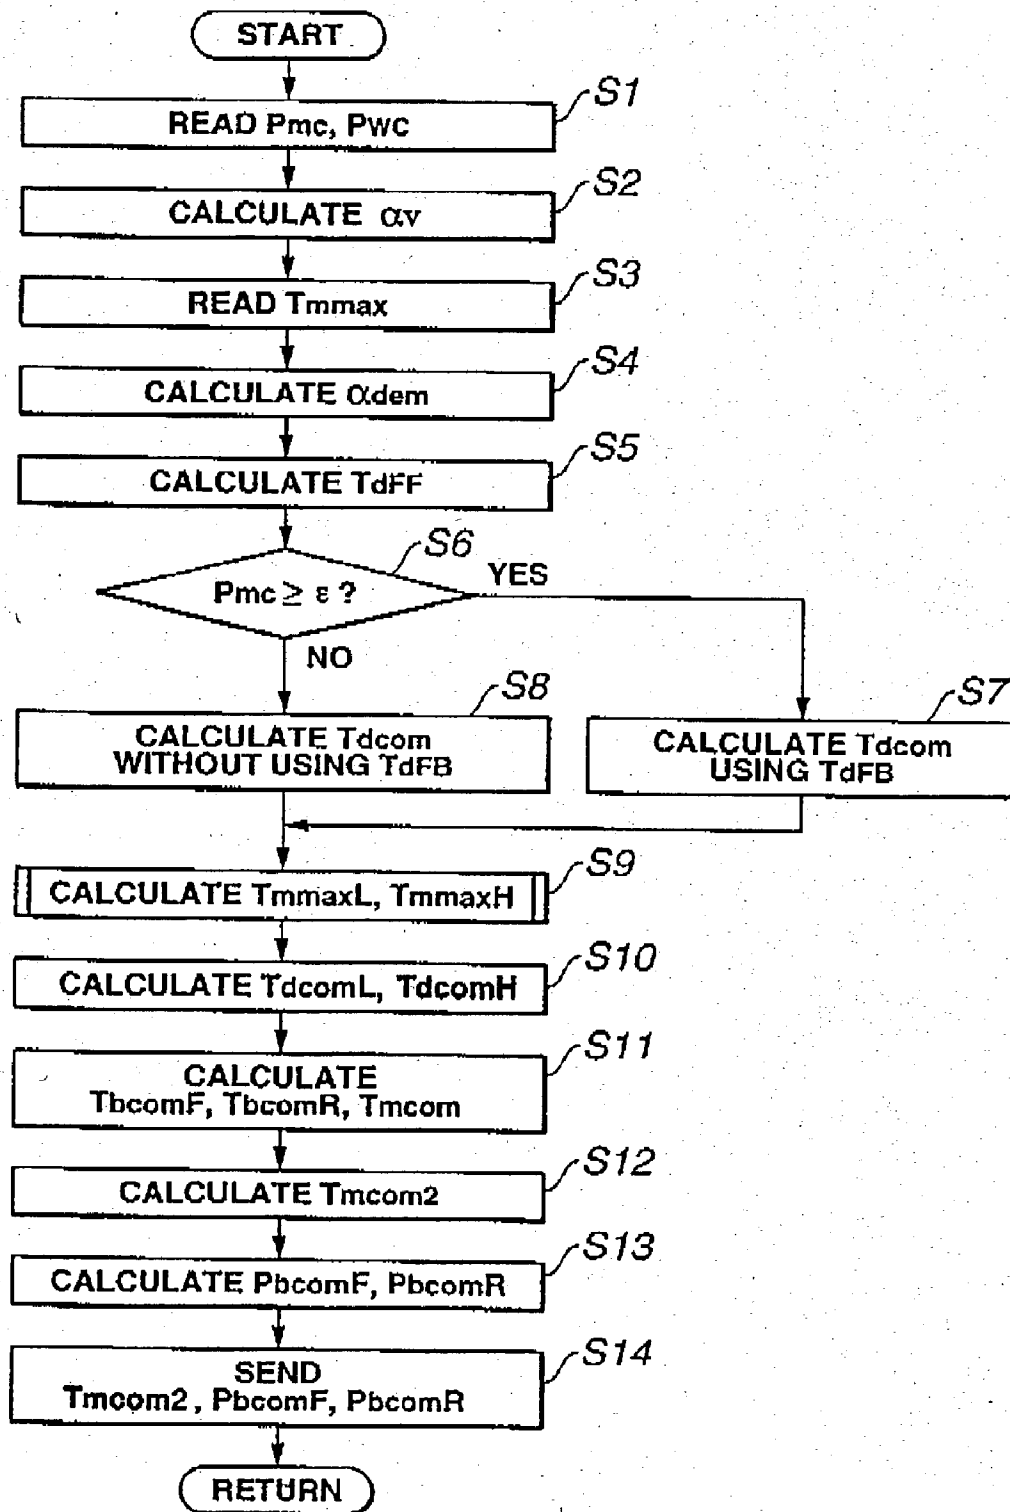 START
S1
READ Pmc, Pwc
S2
CALCULATE αv
S3
READ Tmmax
S4
CALCULATE αdem
S5
CALCULATE TdFF
S6
Pmc ≥ ε ?
YES
NO
S8
CALCULATE Tdcom
WITHOUT USING TdFB
S7
CALCULATE Tdcom
USING TdFB
S9
CALCULATE TmmaxL, TmmaxH
S10
CALCULATE TdcomL, TdcomH
S11
CALCULATE
TbcomF, TbcomR, Tmcom
S12
CALCULATE Tmcom2
S13
CALCULATE PbcomF, PbcomR
S14
SEND
Tmcom2, PbcomF, PbcomR
RETURN